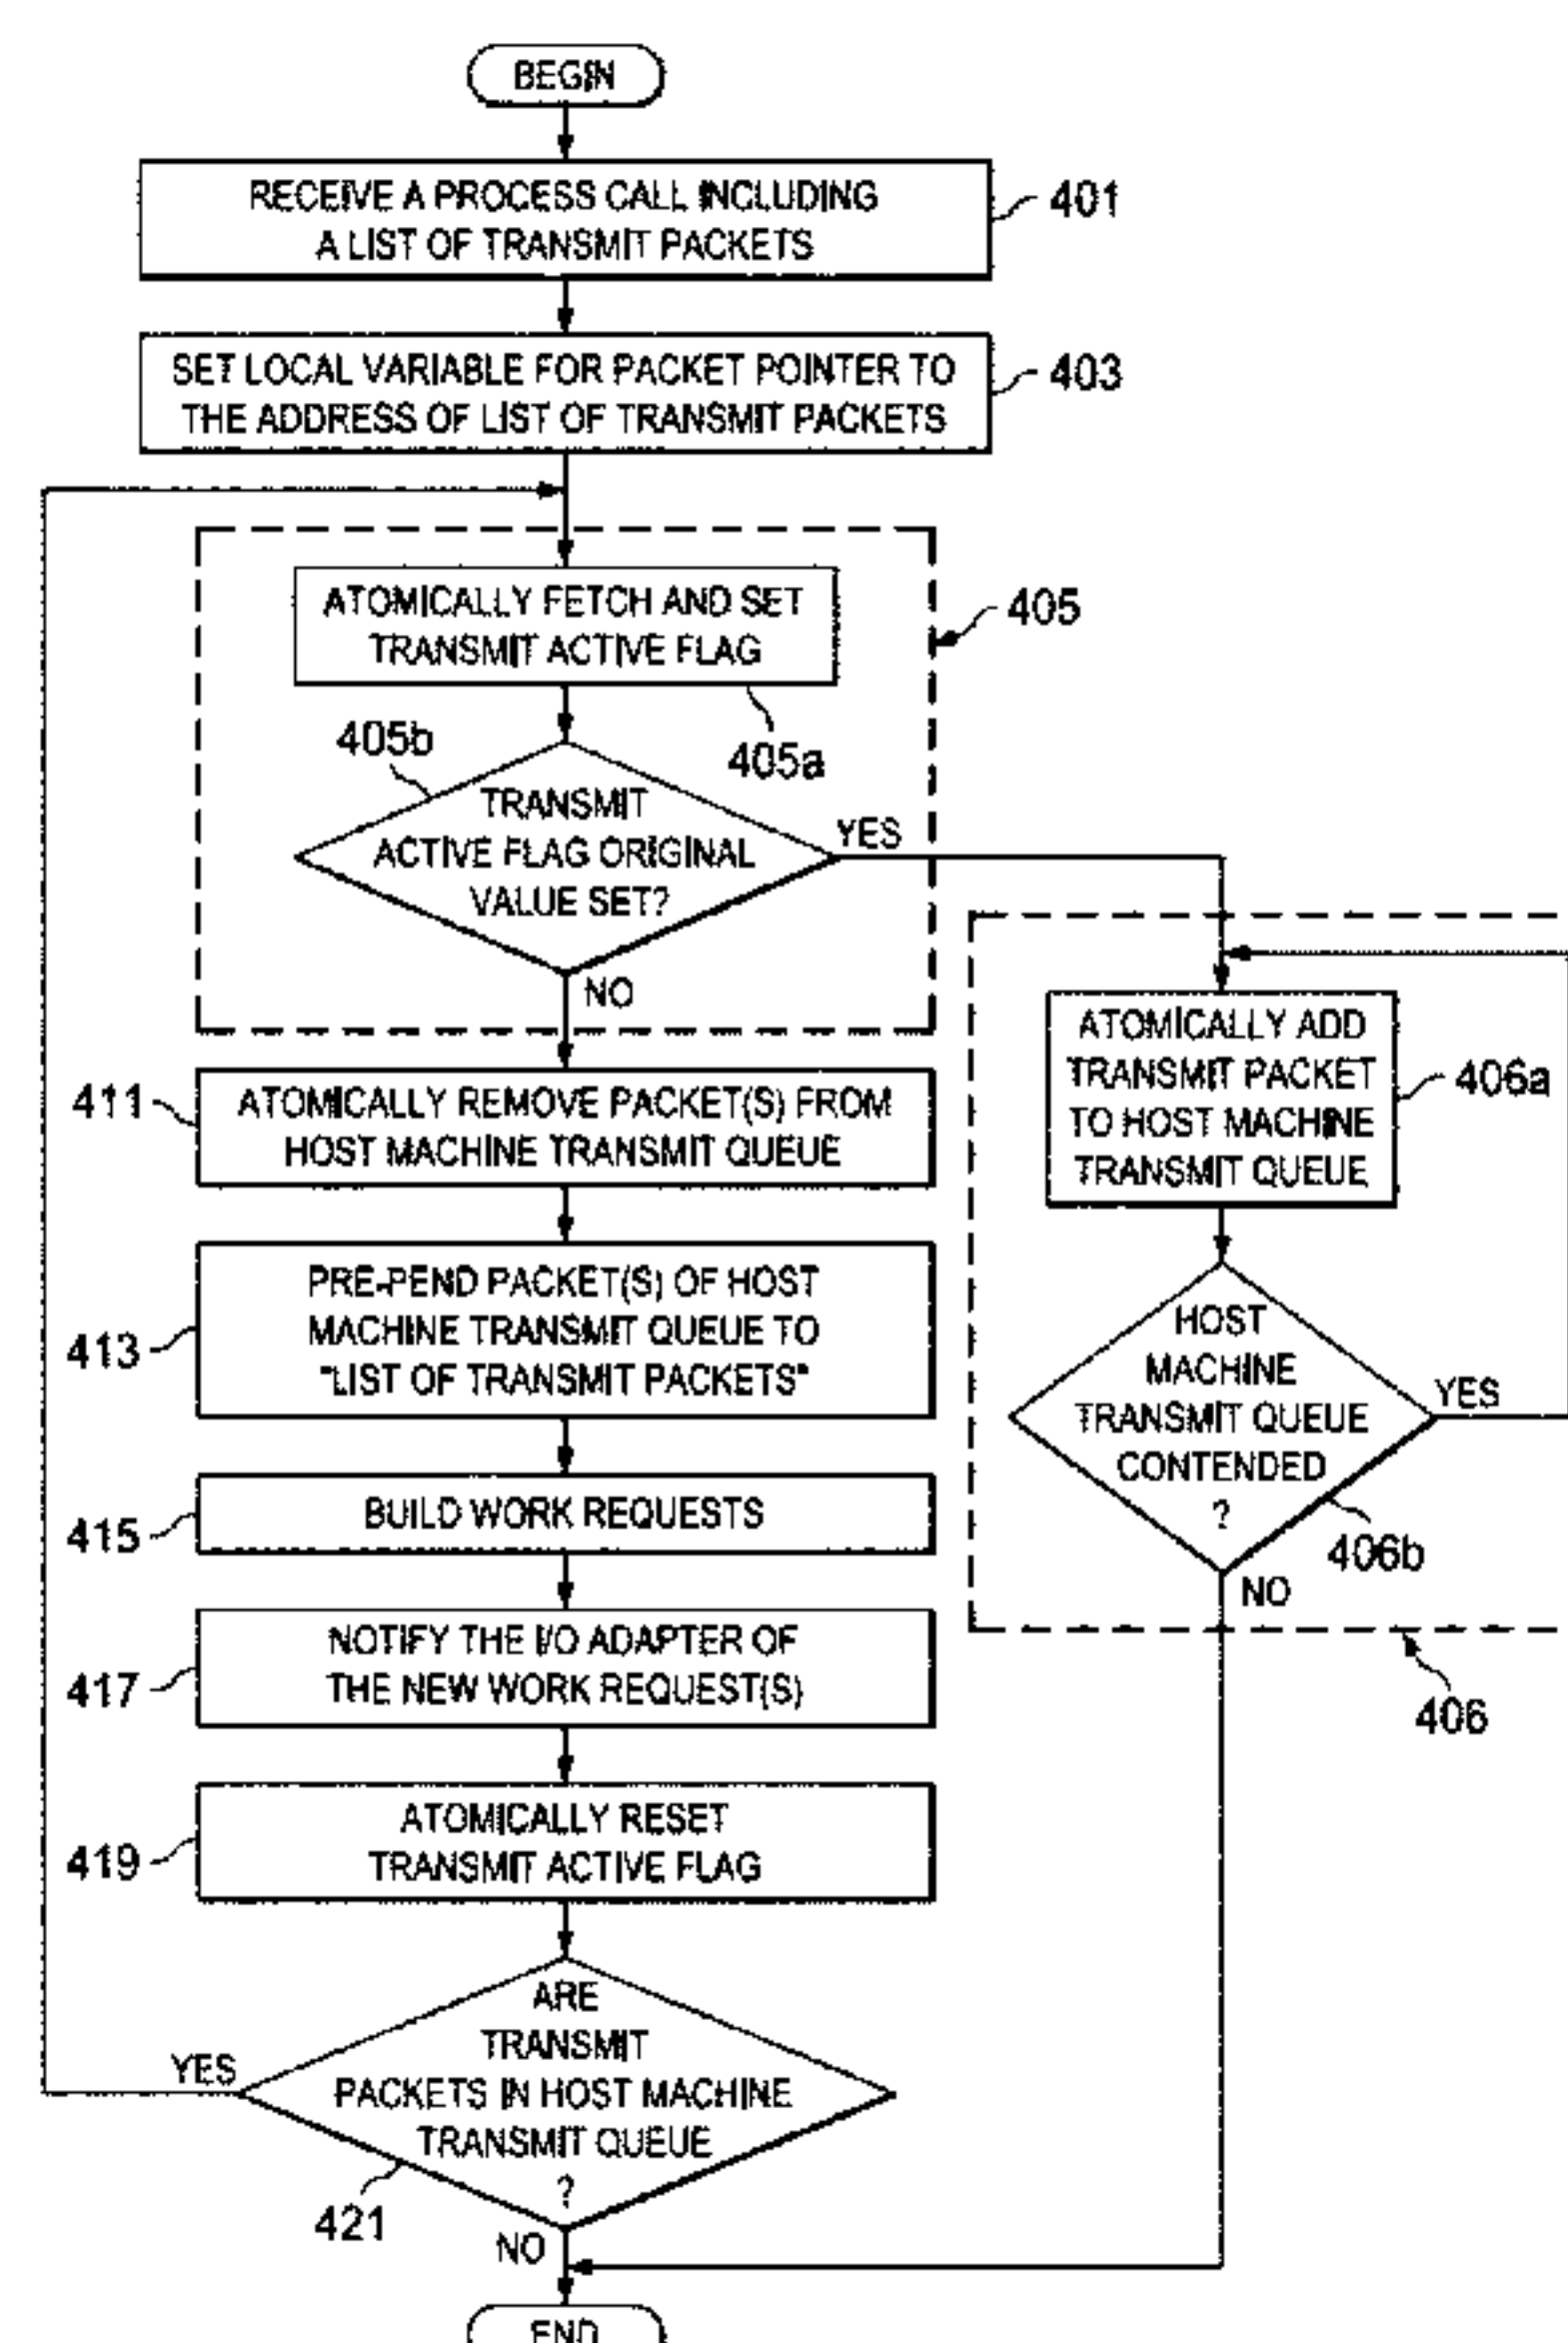 BEGIN
RECEIVE A PROCESS CALL INCLUDING
A LIST OF TRANSMIT PACKETS
401
SET LOCAL VARIABLE FOR PACKET POINTER TO
THE ADDRESS OF LIST OF TRANSMIT PACKETS
403
ATOMICALLY FETCH AND SET
TRANSMIT ACTIVE FLAG
405
405a
405b
TRANSMIT
ACTIVE FLAG ORIGINAL
VALUE SET?
YES
NO
ATOMICALLY ADD
TRANSMIT PACKET
TO HOST MACHINE
TRANSMIT QUEUE
406a
HOST
MACHINE
TRANSMIT QUEUE
CONTENDED
?
YES
406b
NO
406
411
ATOMICALLY REMOVE PACKET(S) FROM
HOST MACHINE TRANSMIT QUEUE
413
PRE-PEND PACKET(S) OF HOST
MACHINE TRANSMIT QUEUE TO
"LIST OF TRANSMIT PACKETS"
415
BUILD WORK REQUESTS
417
NOTIFY THE I/O ADAPTER OF
THE NEW WORK REQUEST(S)
419
ATOMICALLY RESET
TRANSMIT ACTIVE FLAG
ARE
TRANSMIT
PACKETS IN HOST MACHINE
TRANSMIT QUEUE
?
YES
421
NO
END